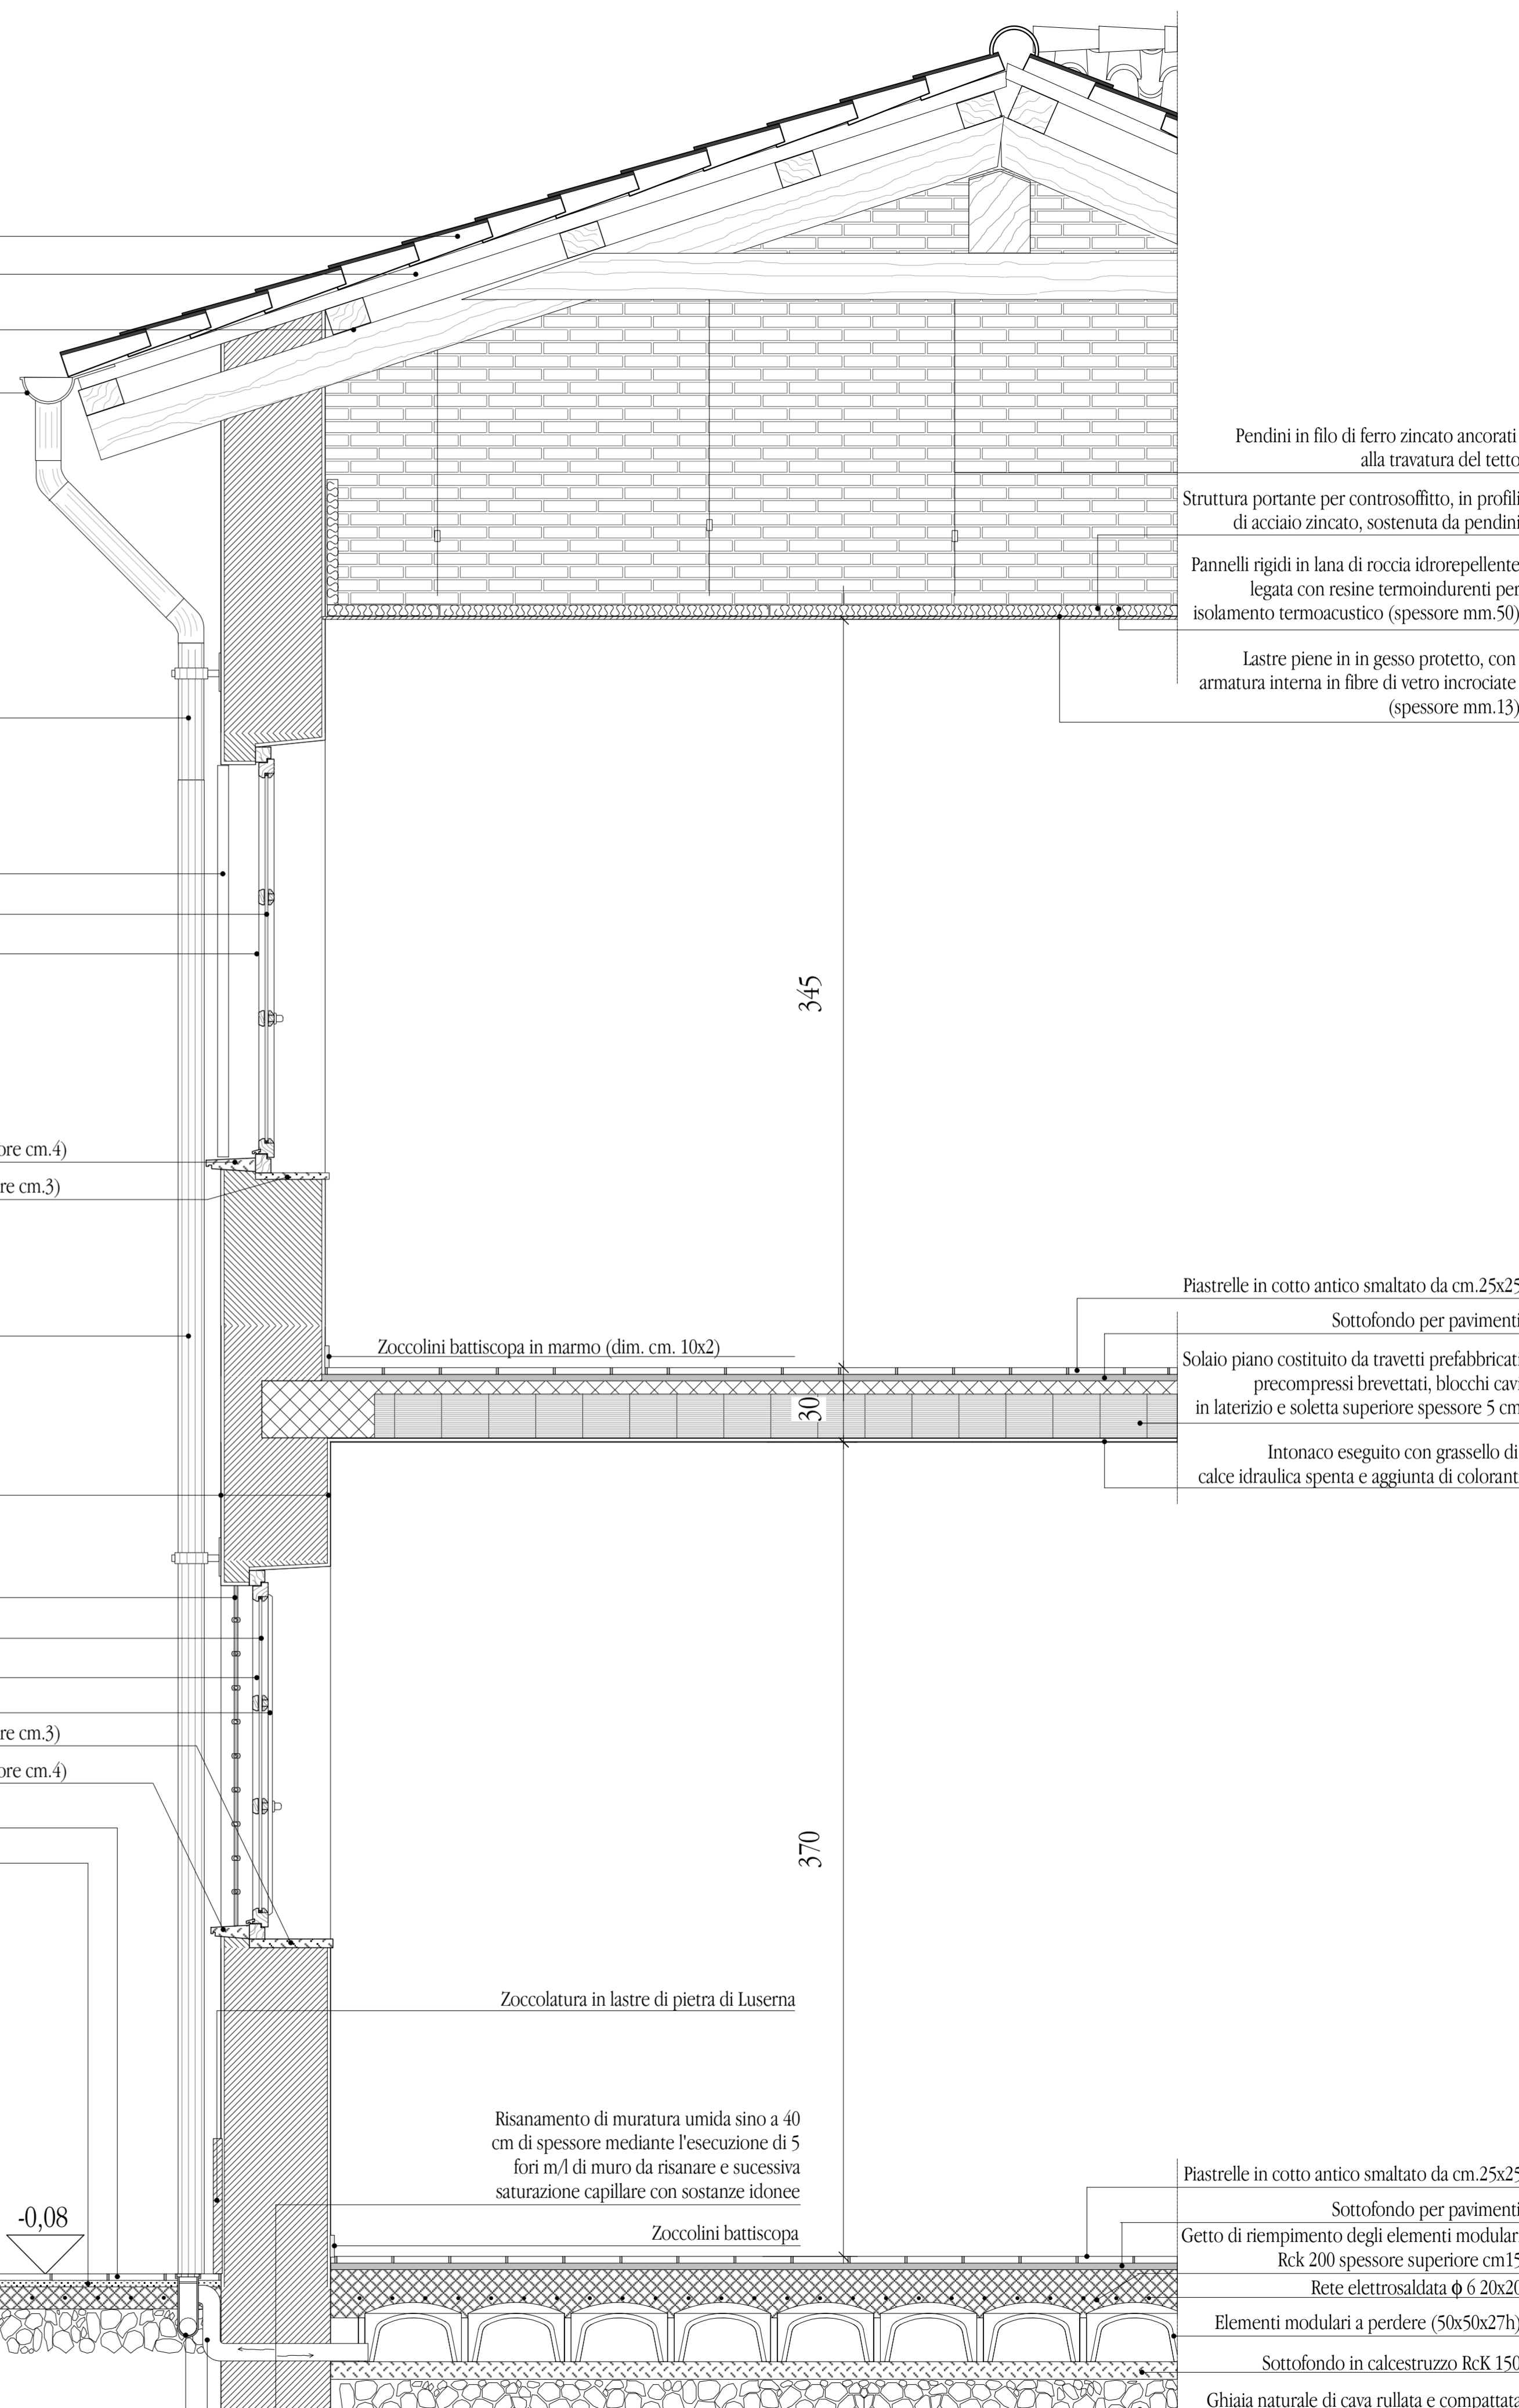 Pendini in filo di ferro zincato ancorati
alla travatura del tetto
Struttura portante per controsoffitto, in profili
di acciaio zincato, sostenuta da pendini
Pannelli rigidi in lana di roccia idrorepellente
legata con resine termoindurenti per
isolamento termoacustico (spessore mm.50)
Lastre piene in in gesso protetto, con
armatura interna in fibre di vetro incrociate
(spessore mm.13)
345
ore cm.4)
re cm.3)
Piastrelle in cotto antico smaltato da cm.25x25
Sottofondo per pavimenti
Zoccolini battiscopa in marmo (dim. cm. 10x2)
Solaio piano costituito da travetti prefabbricati
precompressi brevettati, blocchi cavi
in laterizio e soletta superiore spessore 5 cm
30
Intonaco eseguito con grassello di
calce idraulica spenta e aggiunta di colorant
re cm.3)
ore cm.4)
370
Zoccolatura in lastre di pietra di Luserna
Risanamento di muratura umida sino a 40
cm di spessore mediante l'esecuzione di 5
fori m/l di muro da risanare e sucessiva
saturazione capillare con sostanze idonee
Zoccolini battiscopa
-0,08
Piastrelle in cotto antico smaltato da cm.25x25
Sottofondo per pavimenti
Getto di riempimento degli elementi modular
Rck 200 spessore superiore cm15
Rete elettrosaldata ϕ 6 20x20
Elementi modulari a perdere (50x50x27h)
Sottofondo in calcestruzzo RcK 150
Ghiaia naturale di cava rullata e compattata